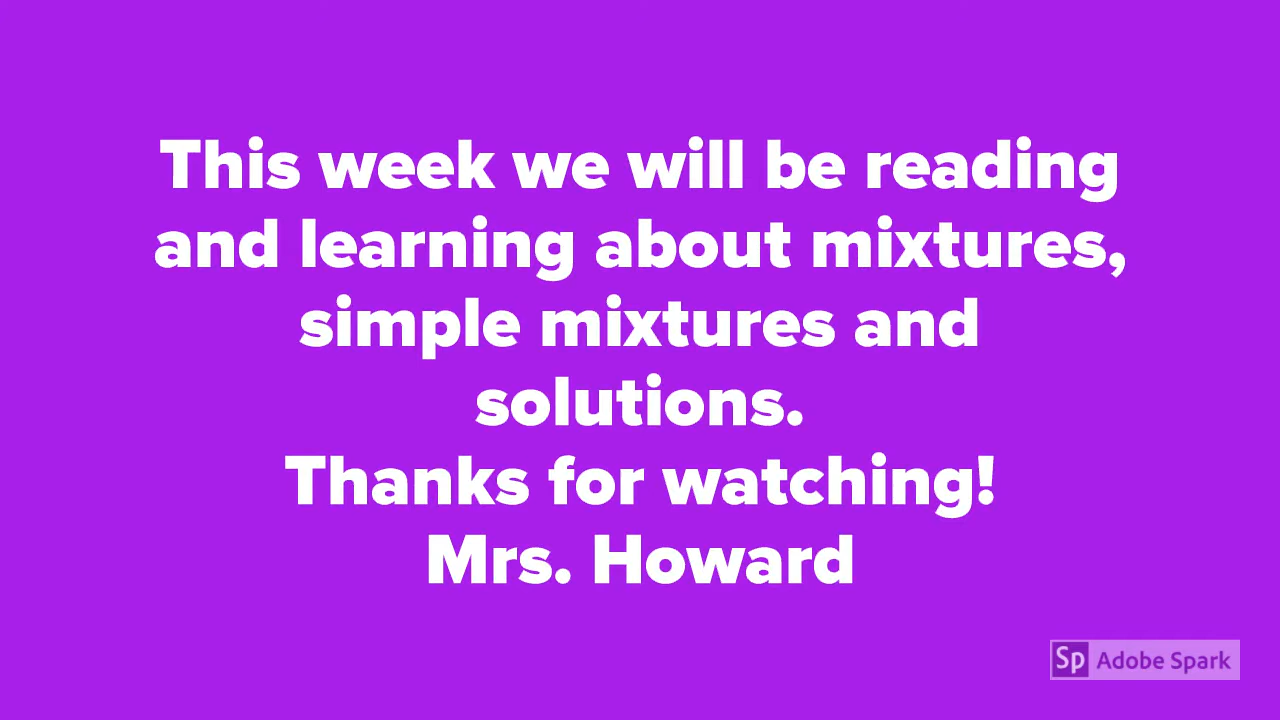 This week we will be reading
and learning about mixtures,
simple mixtures and
solutions.
Thanks for watching!
Mrs. Howard
Sp Adobe Spark